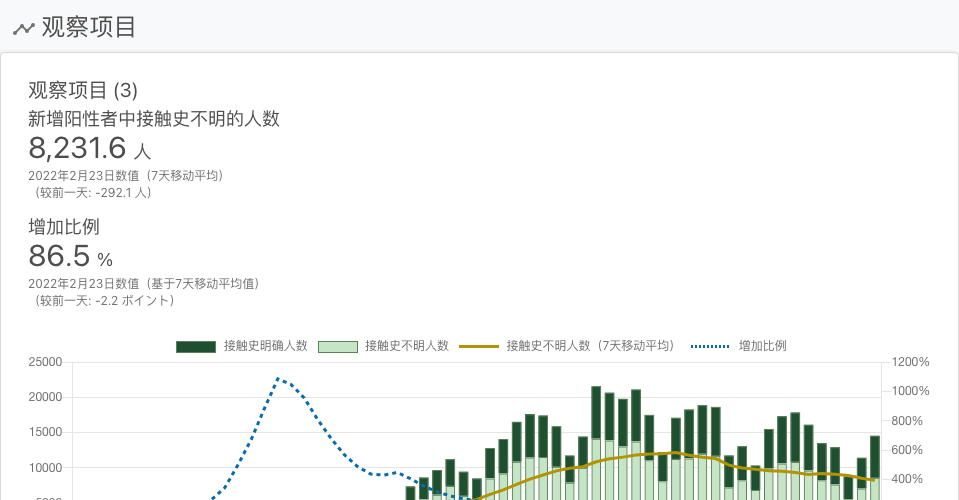 观察项目
观察项目 (3)
新增阳性者中接触史不明的人数
8,231.6 人
2022年2月23日数值（7天移动平均）
（较前一天: -292.1 人）
增加比例
86.5 %
2022年2月23日数值（基于7天移动平均值）
（较前一天: -2.2 ポイント）
接触史明确人数 接触史不明人数 接触史不明人数（7天移动平均） 增加比例
25000 1200%
20000 1000%
15000 800%
10000 600%
400%